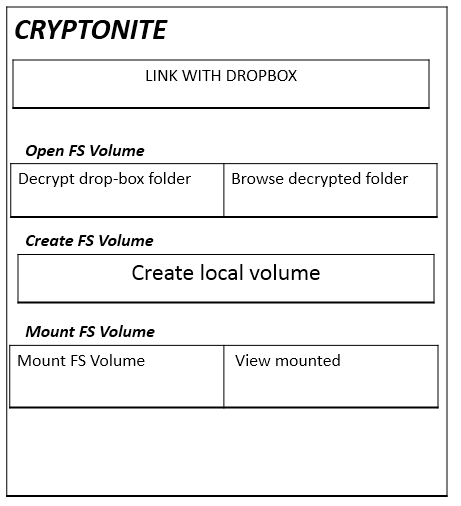 CRYPTONITE
LINK WITH DROPBOX
Open FS Volume
Decrypt drop-box folder
Browse decrypted folder
Create FS Volume
Create local volume
Mount FS Volume
Mount FS Volume
View mounted